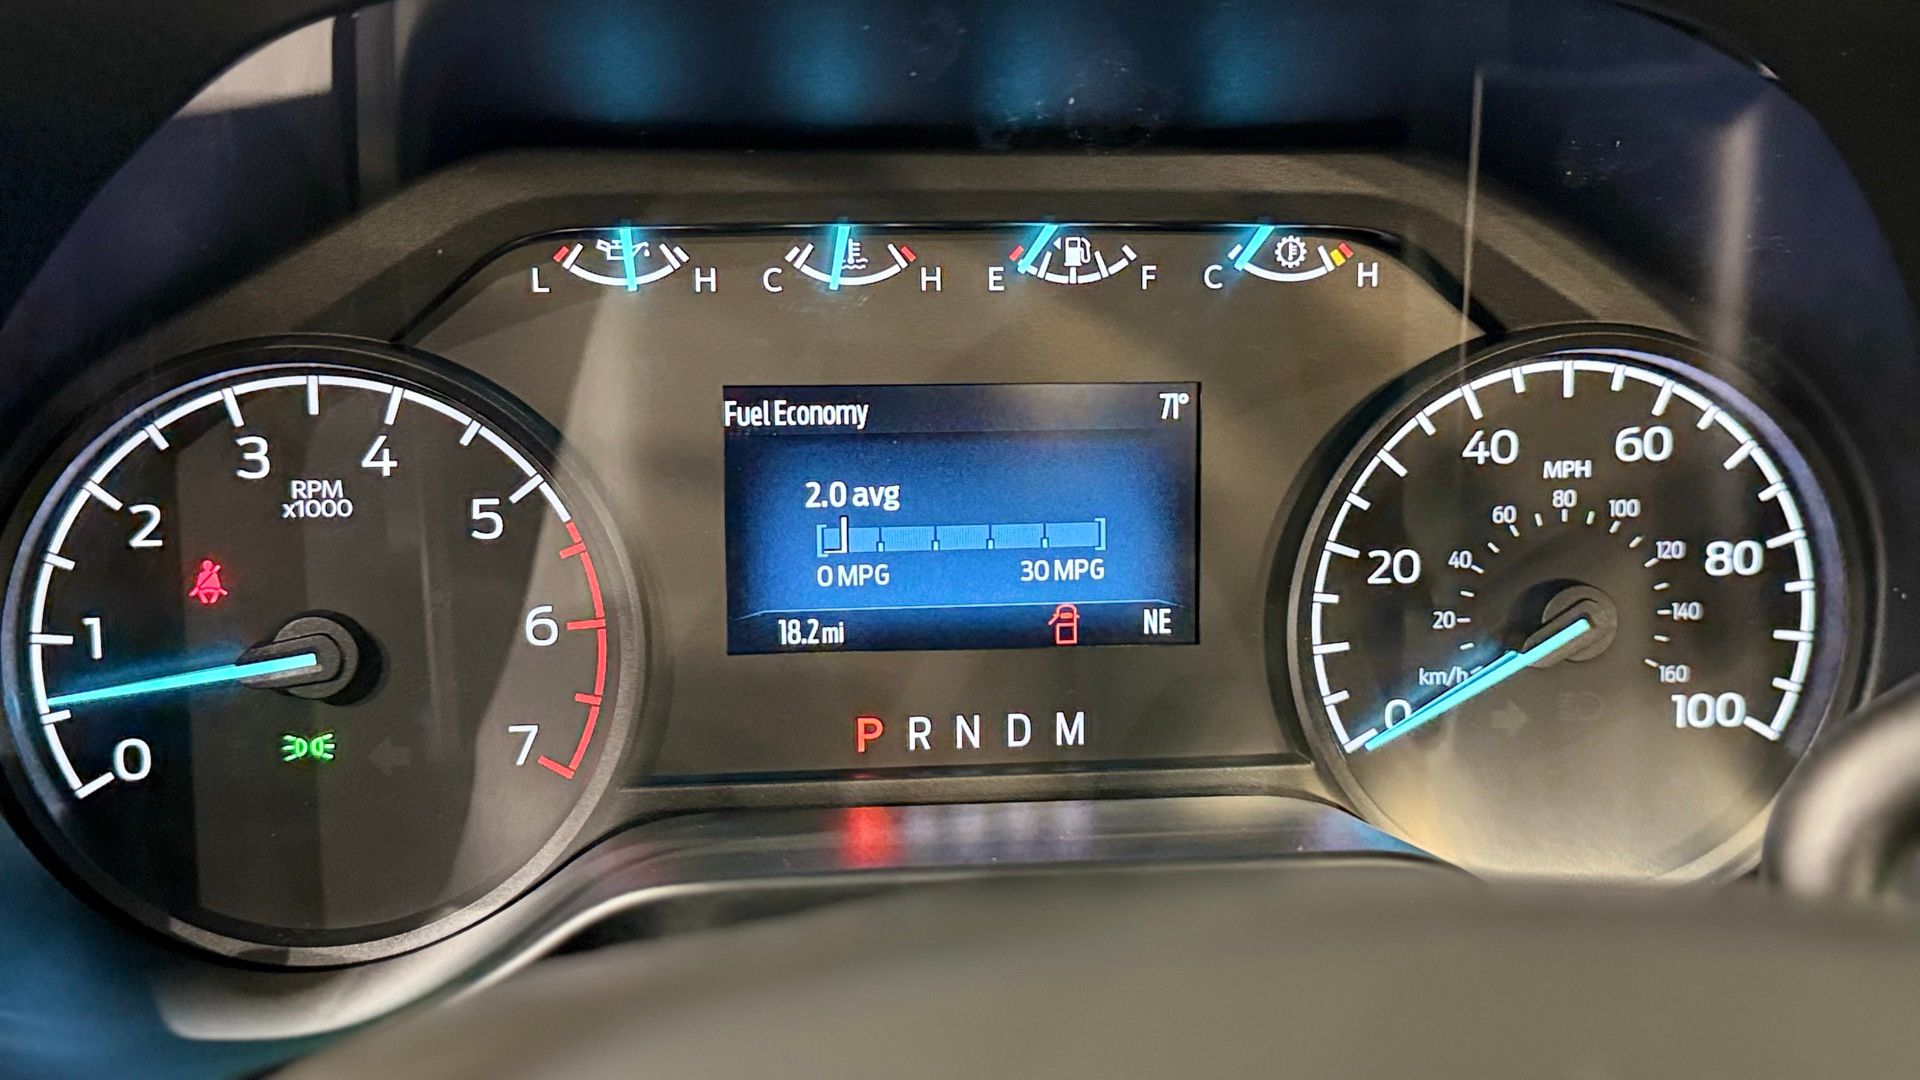 L H C H E F C H
Fuel Economy 71°
2.0 avg
0 MPG 30 MPG
18.2 mi NE
P R N D M
0 1 2 3 4 5 6 7
RPM
x1000
0 20 40 60 80 100
MPH
20 40 60 80 100 120 140 160
km/h